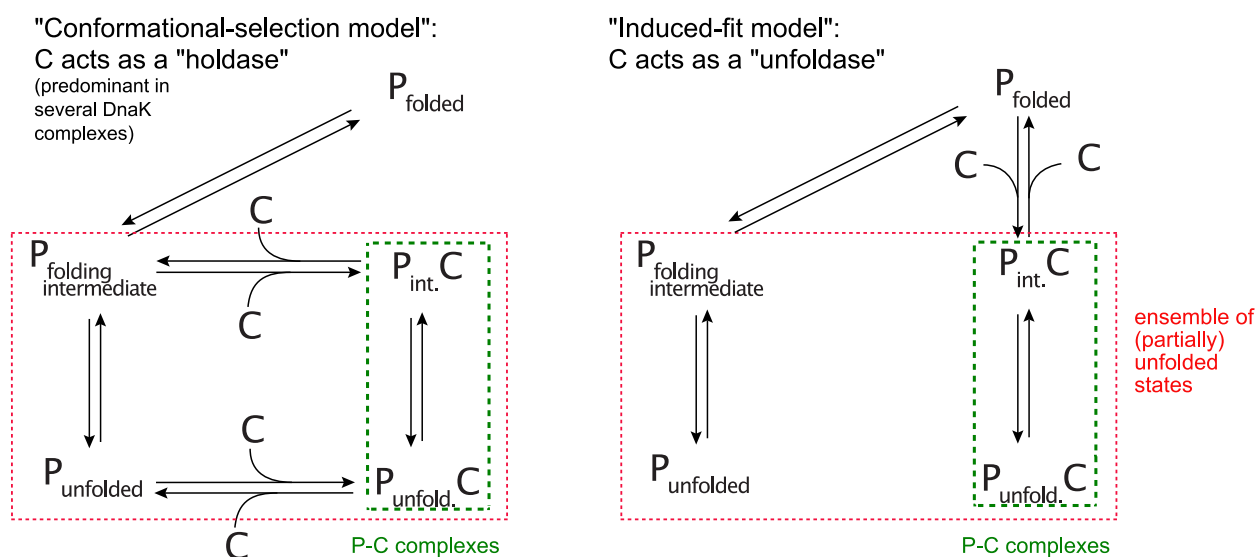 "Conformational-selection model":
C acts as a "holdase"
(predominant in
several DnaK
complexes)
P folded
C
P folding
intermediate
P int. C
C
C
P unfolded
P unfold. C
C
P-C complexes
"Induced-fit model":
C acts as a "unfoldase"
P folded
C
C
P folding
intermediate
P int. C
ensemble of
(partially)
unfolded
states
P unfolded
P unfold. C
P-C complexes